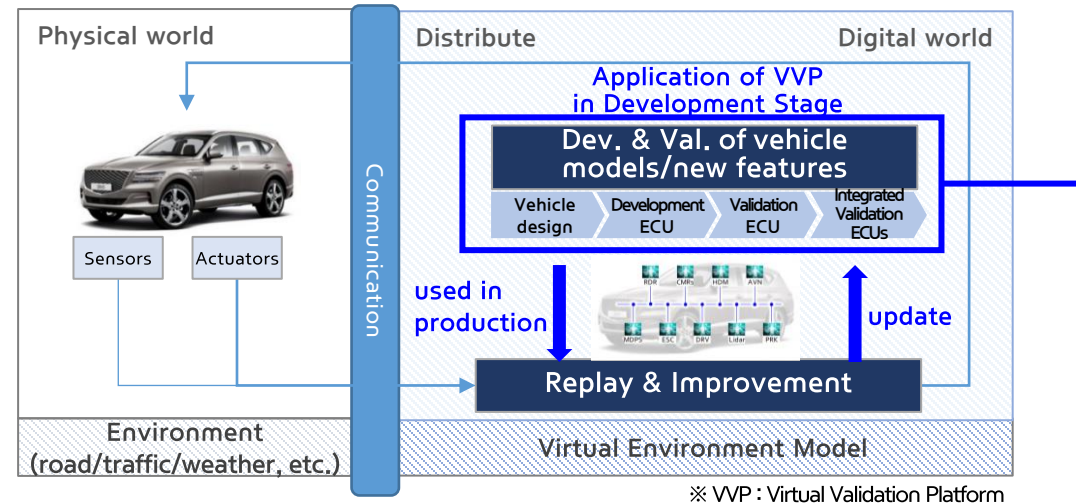 Physical world
Distribute
Digital world
Application of VVP
in Development Stage
Dev. & Val. of vehicle
models/new features
Vehicle
design
Development
ECU
Validation
ECU
Integrated
Validation
ECUs
Communication
Sensors
Actuators
used in
production
RDR
CMRs
HDM
AVN
MDPS
ESC
DRV
Lidar
PRK
update
Replay & Improvement
Environment
(road/traffic/weather, etc.)
Virtual Environment Model
※ VVP : Virtual Validation Platform